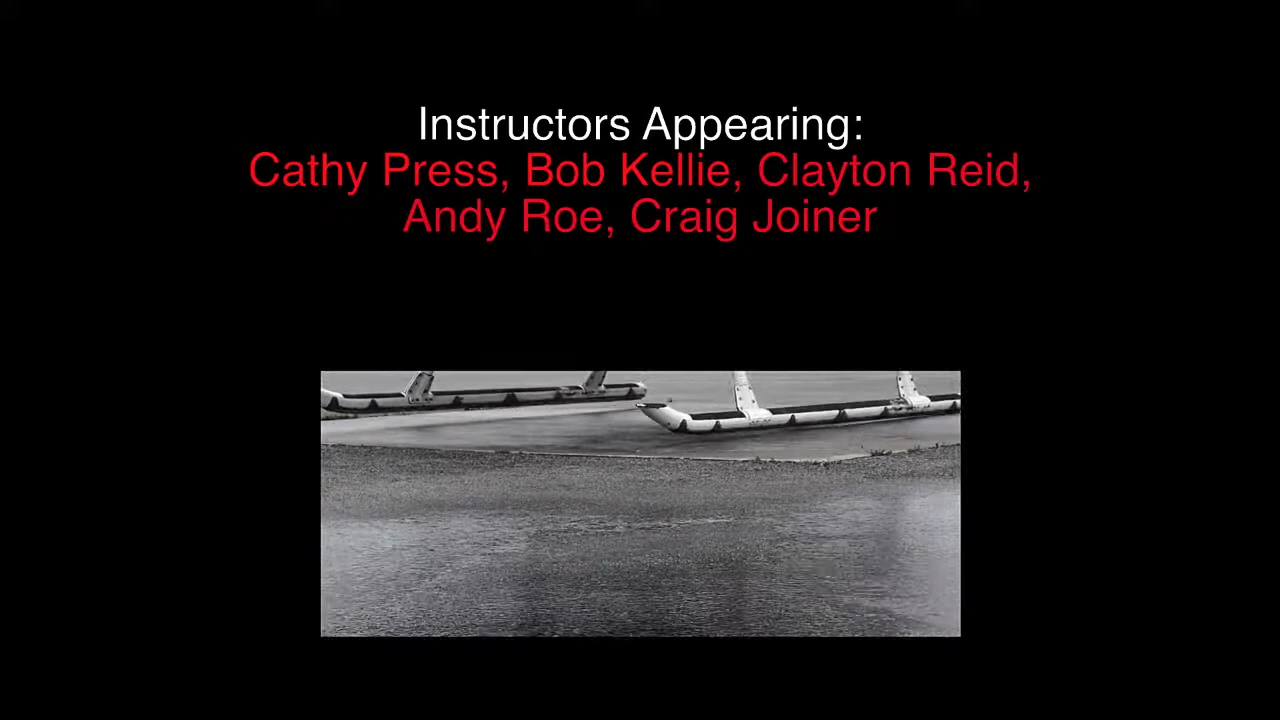 Instructors Appearing:
Cathy Press, Bob Kellie, Clayton Reid,
Andy Roe, Craig Joiner